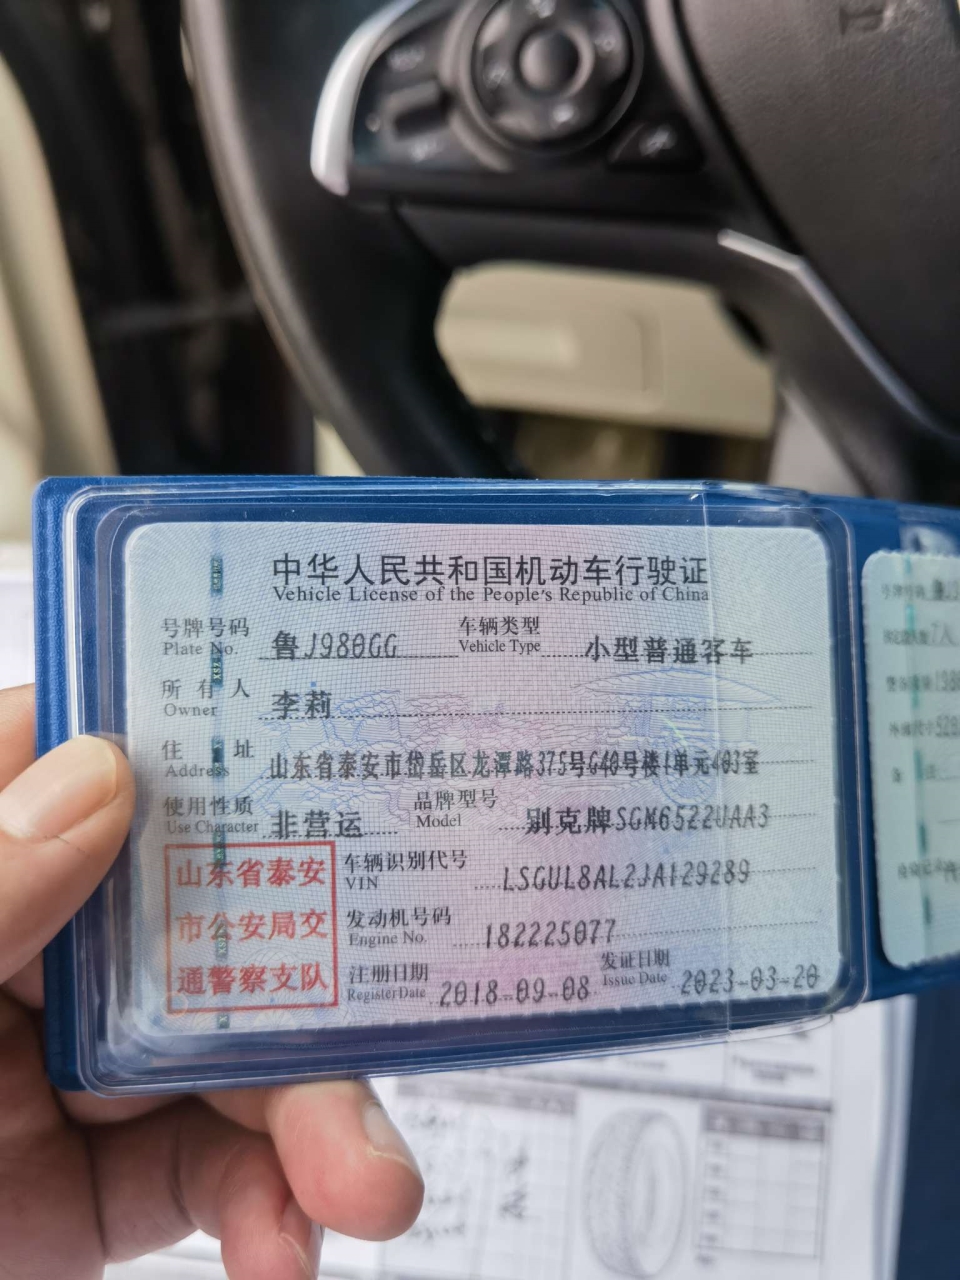 中华人民共和国机动车行驶证
Vehicle License of the People's Republic of China
号牌号码 鲁J980GG 车辆类型 小型普通客车
Plate No. Vehicle Type
所有人 李莉
Owner
住址 山东省泰安市岱岳区龙潭路375号G40号楼1单元403室
Address
使用性质 非营运 品牌型号 别克牌SGM6522UAA3
Use Character Model
山东省泰安
市公安局交
通警察支队
车辆识别代号 LSGUL8AL2JA129289
VIN
发动机号码 182225077
Engine No.
注册日期 2018-09-08 发证日期 2023-03-20
Register Date Issue Date